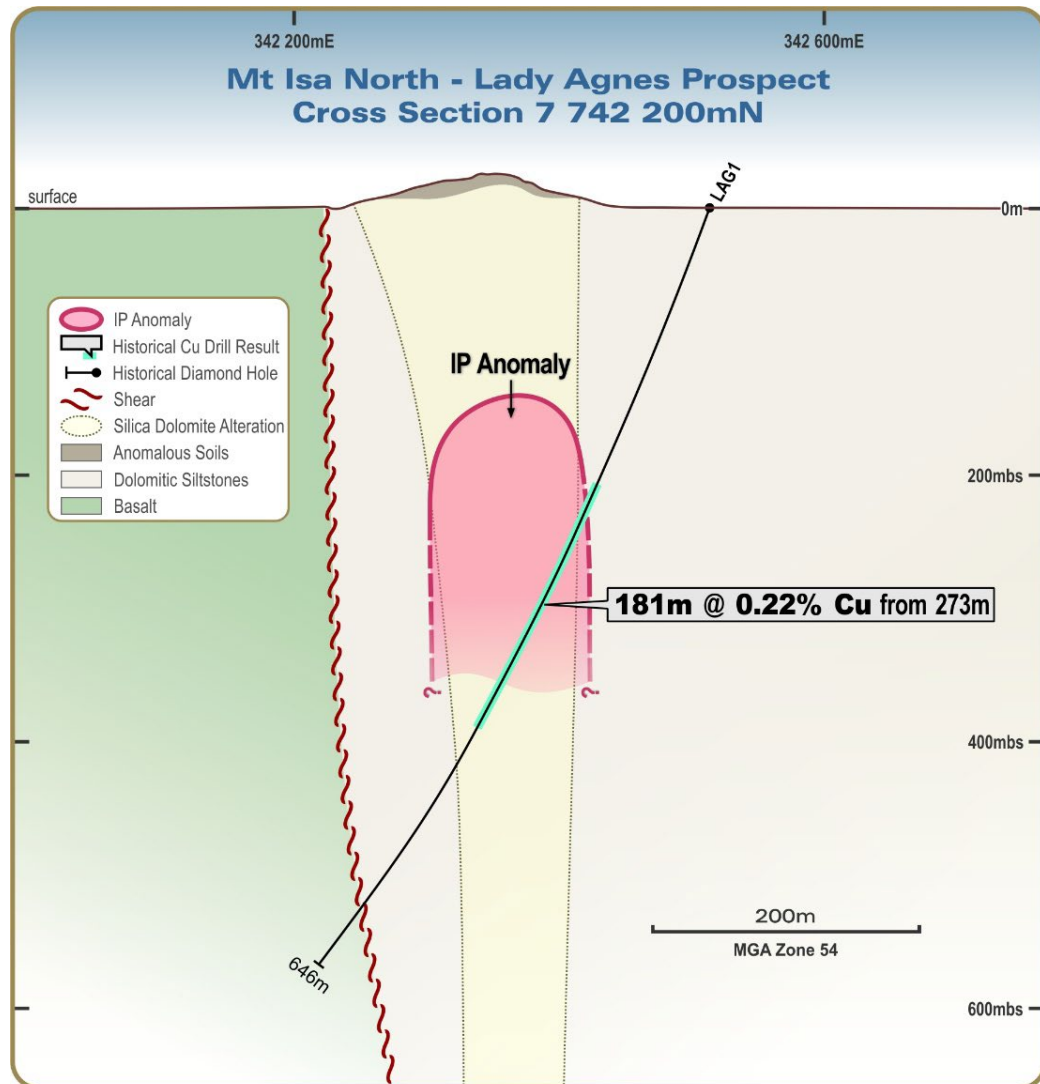 342 200mE
342 600mE
Mt Isa North - Lady Agnes Prospect
Cross Section 7 742 200mN
surface
LAG1
0m
IP Anomaly
Historical Cu Drill Result
Historical Diamond Hole
Shear
Silica Dolomite Alteration
Anomalous Soils
Dolomitic Siltstones
Basalt
IP Anomaly
200mbs
181m @ 0.22% Cu from 273m
?
?
400mbs
200m
MGA Zone 54
646m
600mbs